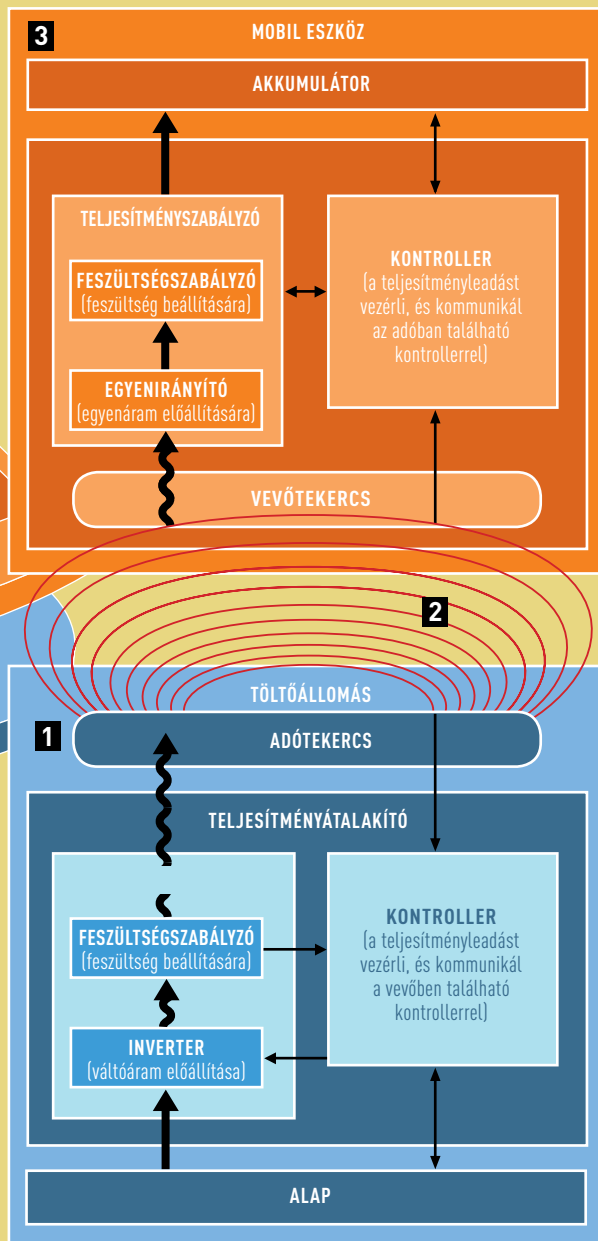 3
MOBIL ESZKÖZ
AKKUMULÁTOR
TELJESÍTMÉNYSZABÁLYZÓ
FESZÜLTSÉGSZABÁLYZÓ
(feszültség beállítására)
EGYENIRÁNYÍTÓ
(egyenáram előállítására)
KONTROLLER
(a teljesítményleadást
vezérli, és kommunikál
az adóban található
kontrollerrel)
VEVŐTEKERCS
2
TÖLTŐÁLLOMÁS
1
ADÓTEKERCS
TELJESÍTMÉNYÁTALAKÍTÓ
FESZÜLTSÉGSZABÁLYZÓ
(feszültség beállítására)
INVERTER
(váltóáram előállítása)
KONTROLLER
(a teljesítményleadást
vezérli, és kommunikál
a vevőben található
kontrollerrel)
ALAP